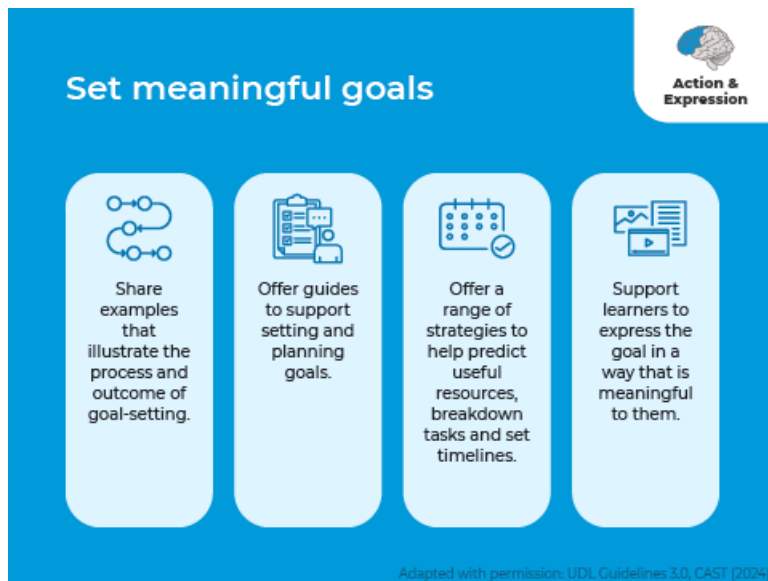 Set meaningful goals
Action &
Expression
Share
examples
that
illustrate the
process and
outcome of
goal-setting.
Offer guides
to support
setting and
planning
goals.
Offer a
range of
strategies to
help predict
useful
resources,
breakdown
tasks and set
timelines.
Support
learners to
express the
goal in a
way that is
meaningful
to them.
Adapted with permission: UDL Guidelines 3.0, CAST (2024)